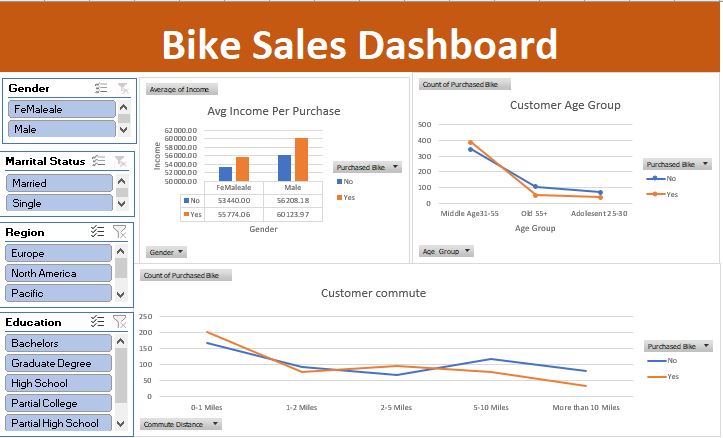 Bike Sales Dashboard
Gender
FeMaleale
Male
Marrital Status
Married
Single
Region
Europe
North America
Pacific
Education
Bachelors
Graduate Degree
High School
Partial College
Partial High School
Average of Income
Avg Income Per Purchase
Income
62000.00
60000.00
58000.00
56000.00
54000.00
52000.00
50000.00
FeMaleale Male
No 53440.00 56208.18
Yes 55774.06 60123.97
Gender
Purchased Bike
No
Yes
Gender
Count of Purchased Bike
Customer Age Group
500
400
300
200
100
0
Middle Age31-55 Old 55+ Adolesent25-30
Age Group
Purchased Bike
No
Yes
Age Group
Count of Purchased Bike
Customer commute
250
200
150
100
50
0
0-1 Miles 1-2 Miles 2-5 Miles 5-10 Miles More than 10 Miles
Purchased Bike
No
Yes
Commute Distance